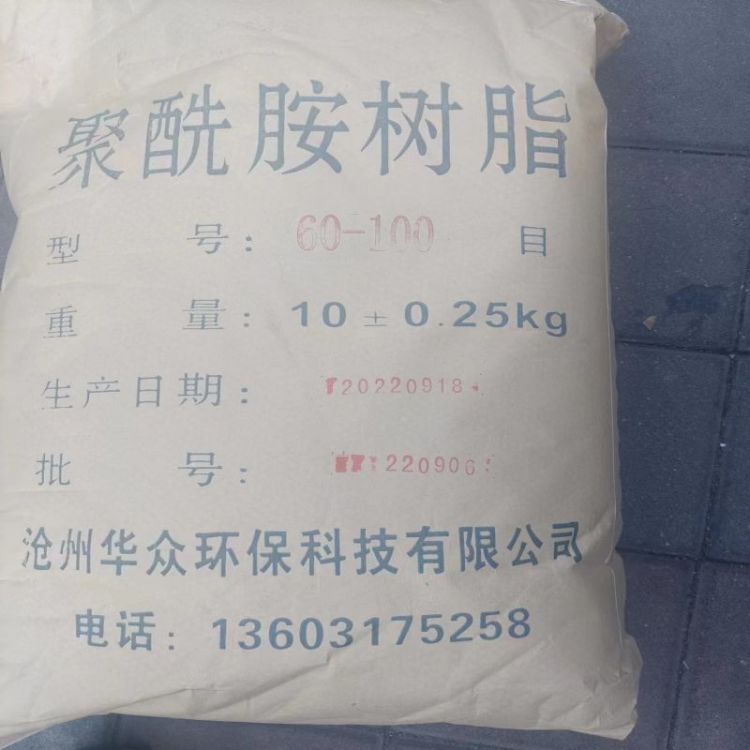 聚酰胺树脂
型 号: 60-100 目
重 量: 10±0.25kg
生产日期: 20220918
批 号: 220906
沧州华众环保科技有限公司
电话: 13603175258